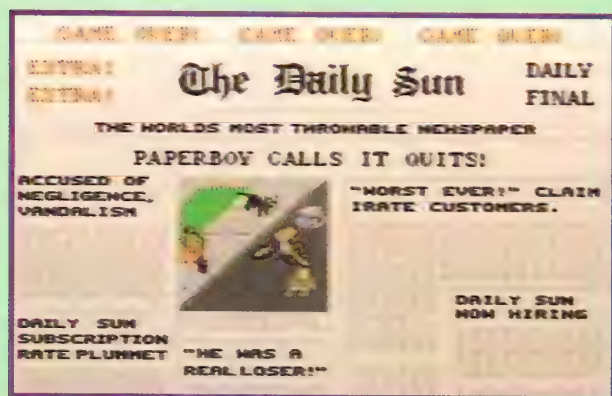 GAME OVER! GAME OVER! GAME OVER!
EXTRA!
EXTRA!
The Daily Sun
DAILY
FINAL
THE WORLDS MOST THROWABLE NEWSPAPER
PAPERBOY CALLS IT QUITS!
ACCUSED OF
NEGLIGENCE,
VANDALISM
"WORST EVER!" CLAIM
IRATE CUSTOMERS.
DAILY SUN
SUBSCRIPTION
RATE PLUMMET
"HE WAS A
REAL LOSER!"
DAILY SUN
NOW HIRING